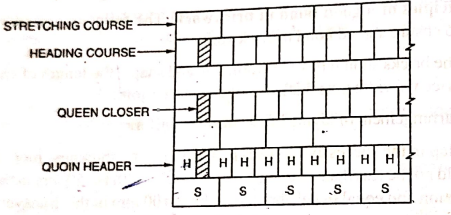 STRETCHING COURSE
HEADING COURSE
QUEEN CLOSER
QUOIN HEADER
H H H H H H H H H
S S S S S